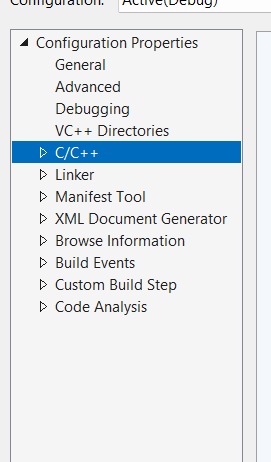 Configuration: Active(Debug)
Configuration Properties
General
Advanced
Debugging
VC++ Directories
C/C++
Linker
Manifest Tool
XML Document Generator
Browse Information
Build Events
Custom Build Step
Code Analysis